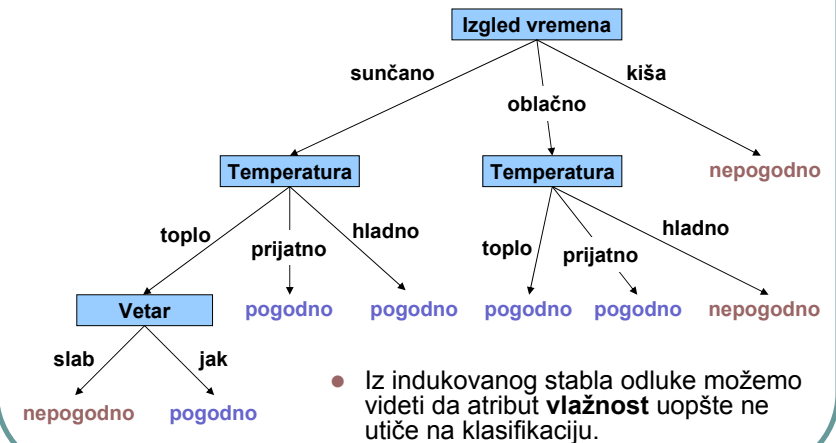 Izgled vremena
sunčano
oblačno
kiša
Temperatura
Temperatura
nepogodno
toplo
prijatno
hladno
toplo
prijatno
hladno
Vetar
pogodno
pogodno
pogodno
pogodno
nepogodno
slab
jak
nepogodno
pogodno
Iz indukovanog stabla odluke možemo
videti da atribut vlažnost uopšte ne
utiče na klasifikaciju.